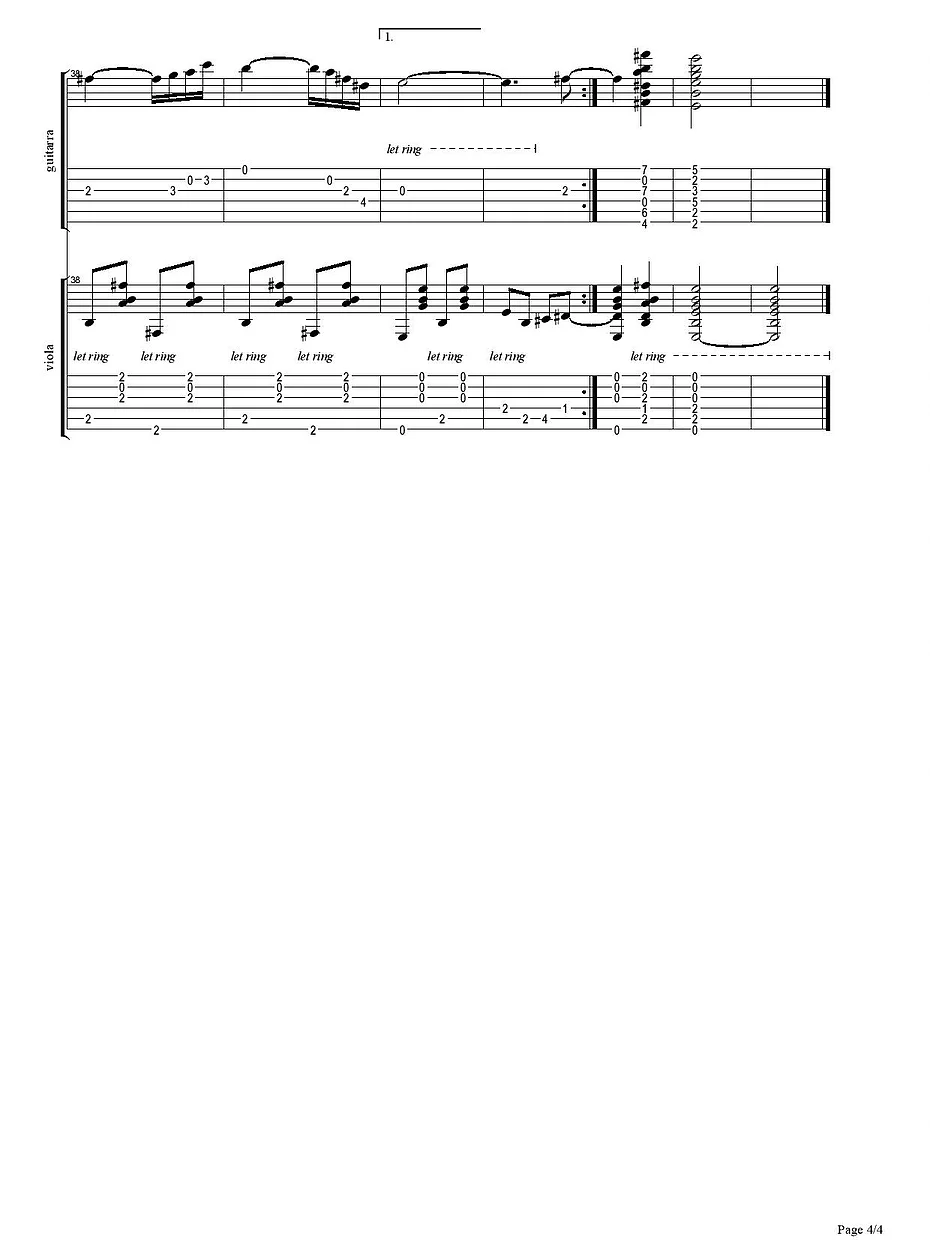 1.
38
guitarra
let ring
0 7 5
0 3 0 0 2
2 3 2 0 2 7 3
4 0 5
6 2
4 2
38
viola
let ring let ring let ring let ring let ring let ring let ring
2 2 2 2 0 0 0 2 0
0 0 0 0 0 0 0 0 0
2 2 2 2 0 0 0 2 0
2 1 1 2
2 2 2 2 4 2 2
2 2 0 0 0
Page 4/4